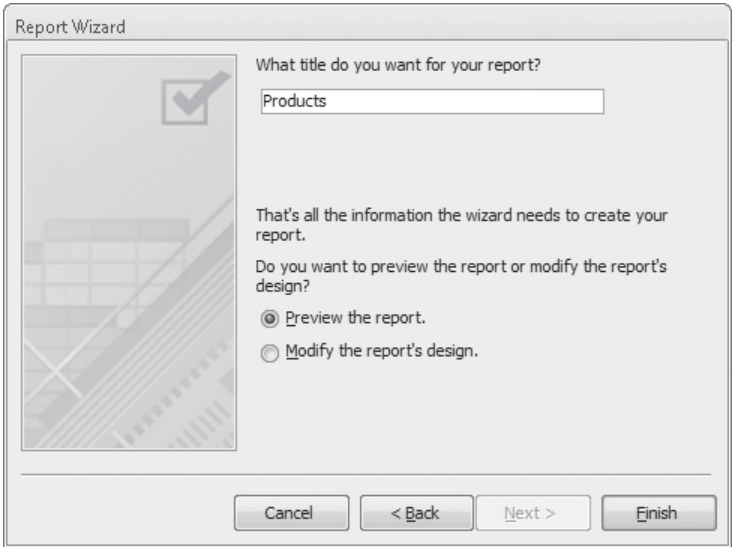 Report Wizard
What title do you want for your report?
Products
That's all the information the wizard needs to create your
report.
Do you want to preview the report or modify the report's
design?
Preview the report.
Modify the report's design.
Cancel
< Back
Next >
Finish